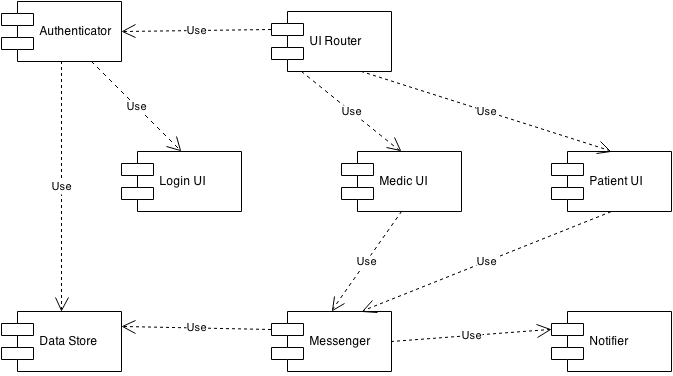 Authenticator
Use
UI Router
Use
Use
Use
Login UI
Medic UI
Patient UI
Use
Use
Use
Data Store
Use
Messenger
Use
Notifier